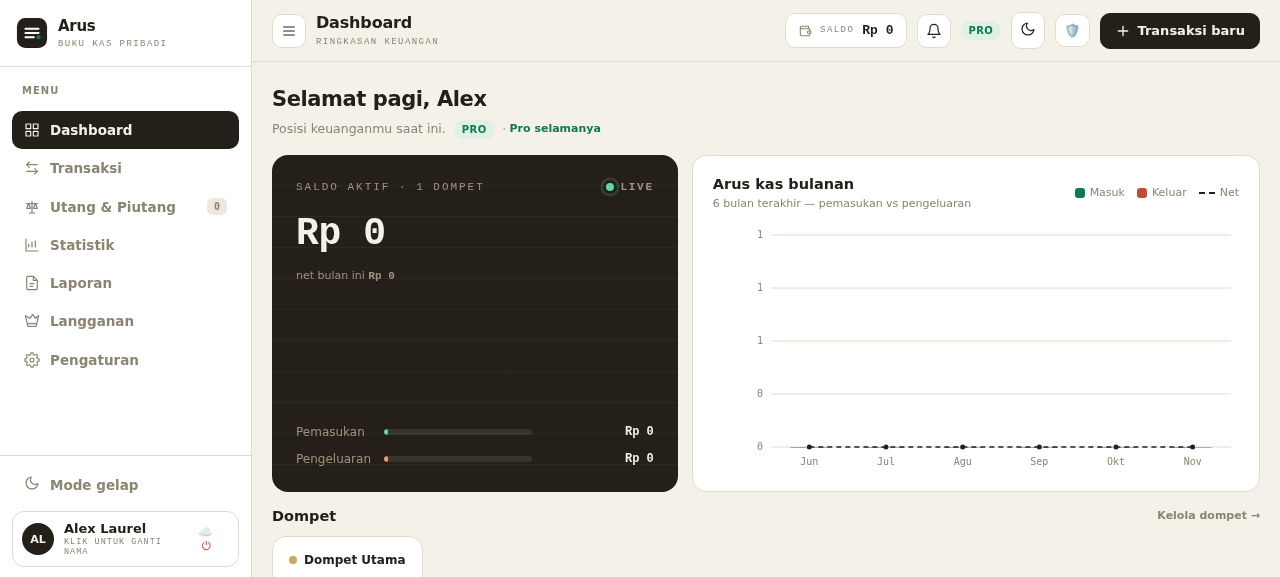 Arus
BUKU KAS PRIBADI
MENU
Dashboard
Transaksi
Utang & Piutang 0
Statistik
Laporan
Langganan
Pengaturan
Mode gelap
AL
Alex Laurel
KLIK UNTUK GANTI
NAMA
Dashboard
RINGKASAN KEUANGAN
SALDO Rp 0
PRO
Transaksi baru
Selamat pagi, Alex
Posisi keuanganmu saat ini. PRO · Pro selamanya
SALDO AKTIF · 1 DOMPET LIVE
Rp 0
net bulan ini Rp 0
Pemasukan Rp 0
Pengeluaran Rp 0
Arus kas bulanan
6 bulan terakhir — pemasukan vs pengeluaran
Masuk Keluar Net
1
1
1
0
0
Jun Jul Agu Sep Okt Nov
Dompet
Kelola dompet →
Dompet Utama